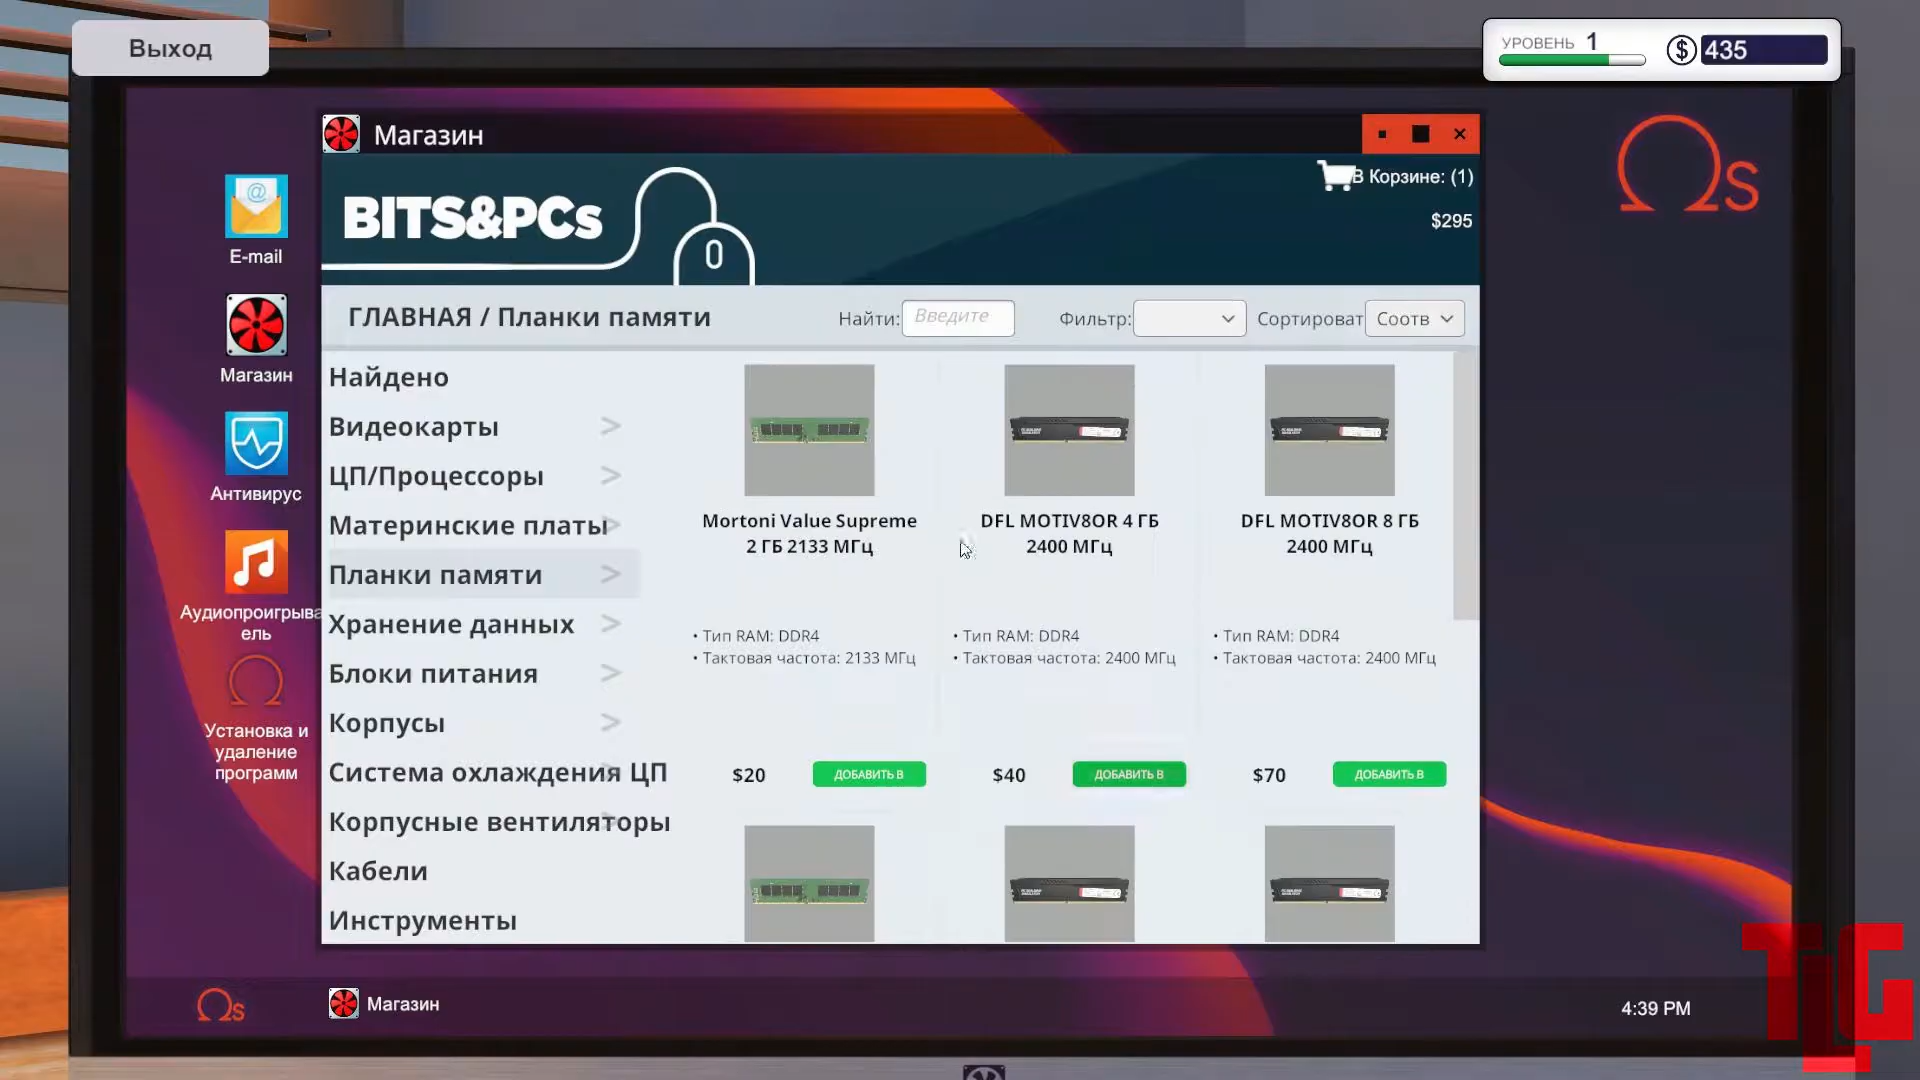 Выход
УРОВЕНЬ 1
$ 435
Магазин
В Корзине: (1)
$295
BITS&PCs
ГЛАВНАЯ / Планки памяти
Найти: Введите
Фильтр:
Сортироват Соотв
E-mail
Магазин
Антивирус
Аудиопроигрыва
ель
Установка и
удаление
программ
Найдено
Видеокарты >
ЦП/Процессоры >
Материнские платы >
Планки памяти >
Хранение данных >
Блоки питания >
Корпусы >
Система охлаждения ЦП
Корпусные вентиляторы
Кабели
Инструменты
Mortoni Value Supreme
2 ГБ 2133 МГц
• Тип RAM: DDR4
• Тактовая частота: 2133 МГц
$20 ДОБАВИТЬ В
DFL MOTIV8OR 4 ГБ
2400 МГц
• Тип RAM: DDR4
• Тактовая частота: 2400 МГц
$40 ДОБАВИТЬ В
DFL MOTIV8OR 8 ГБ
2400 МГц
• Тип RAM: DDR4
• Тактовая частота: 2400 МГц
$70 ДОБАВИТЬ В
Ωs
Ωs
Магазин
4:39 PM
TLG